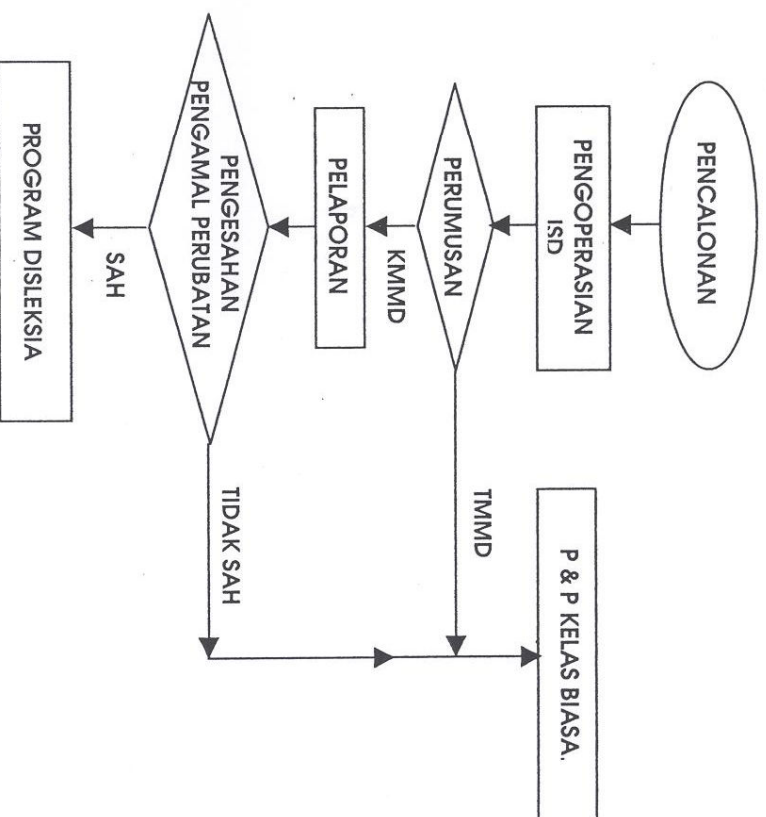 PENCALONAN
PENGOPERASIAN
ISD
P & P KELAS BIASA.
PERUMUSAN
TMMD
KMMD
PELAPORAN
PENGESAHAN
PENGAMAL PERUBATAN
TIDAK SAH
SAH
PROGRAM DISLEKSIA